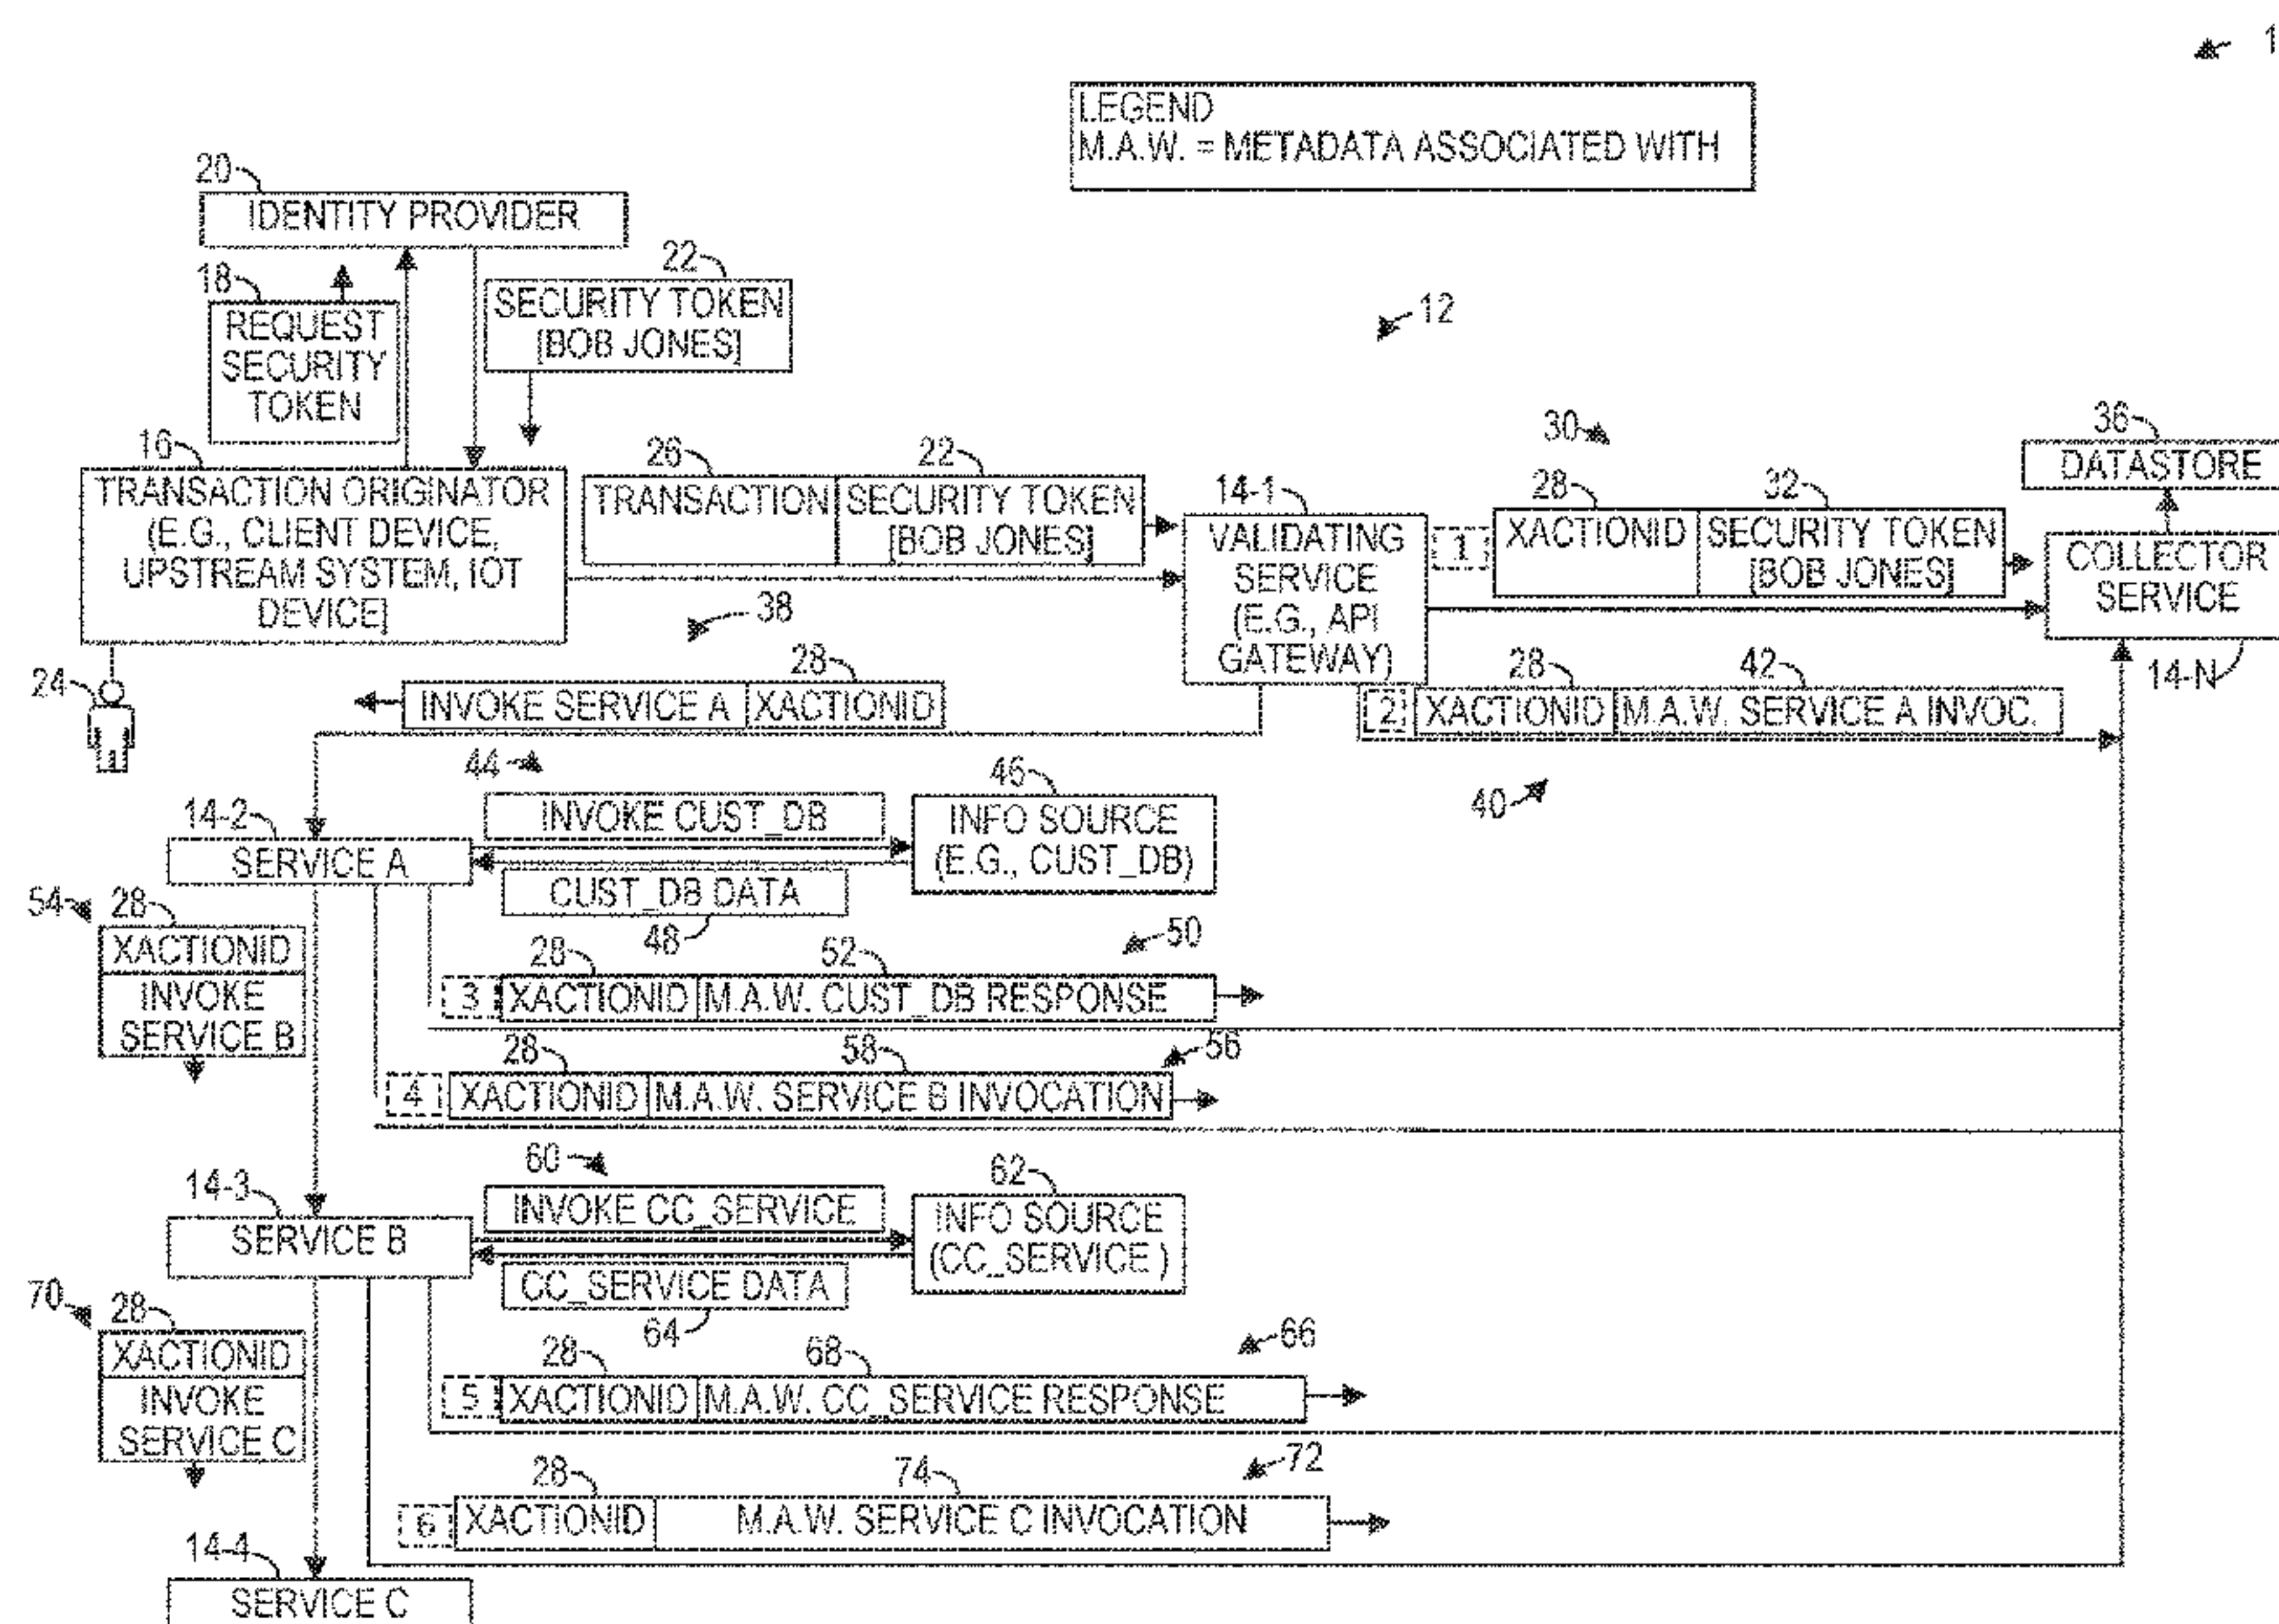 1
LEGEND
M.A.W. = METADATA ASSOCIATED WITH
20
IDENTITY PROVIDER
18
REQUEST
SECURITY
TOKEN
22
SECURITY TOKEN
[BOB JONES]
12
16
TRANSACTION ORIGINATOR
(E.G., CLIENT DEVICE,
UPSTREAM SYSTEM, IOT
DEVICE]
24
26
22
TRANSACTION
SECURITY TOKEN
[BOB JONES]
14-1
VALIDATING
SERVICE
(E.G., API
GATEWAY)
30
28
32
1
XACTIONID
SECURITY TOKEN
[BOB JONES]
36
DATASTORE
COLLECTOR
SERVICE
14-N
38
28
INVOKE SERVICE A
XACTIONID
28
42
2
XACTIONID
M.A.W. SERVICE A INVOC.
40
44
46
14-2
SERVICE A
INVOKE CUST_DB
INFO SOURCE
(E.G., CUST_DB)
CUST_DB DATA
48
54
28
XACTIONID
INVOKE
SERVICE B
28
52
50
3
XACTIONID
M.A.W. CUST_DB RESPONSE
28
58
56
4
XACTIONID
M.A.W. SERVICE B INVOCATION
60
62
14-3
SERVICE B
INVOKE CC_SERVICE
INFO SOURCE
(CC_SERVICE )
CC_SERVICE DATA
64
70
28
XACTIONID
INVOKE
SERVICE C
28
68
66
5
XACTIONID
M.A.W. CC_SERVICE RESPONSE
28
74
72
6
XACTIONID
M.A.W. SERVICE C INVOCATION
14-4
SERVICE C